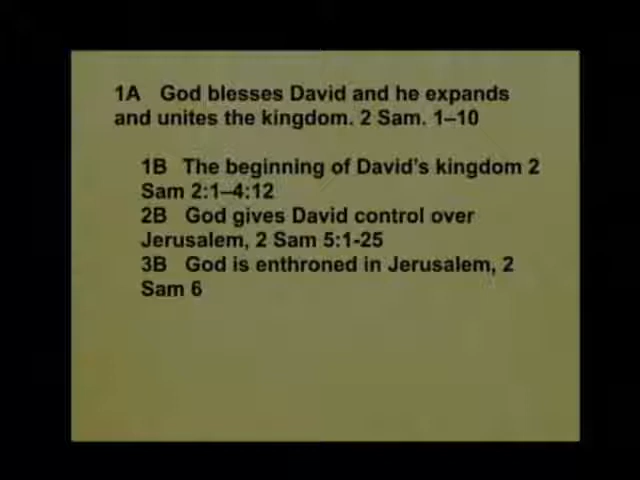 1A God blesses David and he expands
and unites the kingdom. 2 Sam. 1–10
1B The beginning of David's kingdom 2
Sam 2:1–4:12
2B God gives David control over
Jerusalem, 2 Sam 5:1-25
3B God is enthroned in Jerusalem, 2
Sam 6